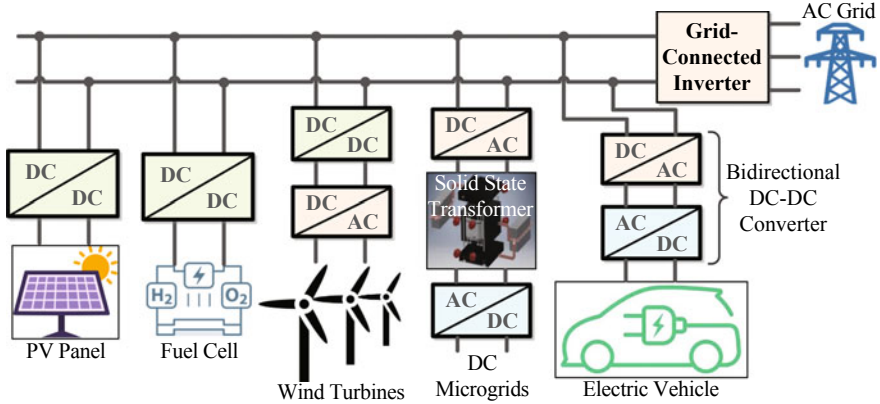 AC Grid
Grid-
Connected
Inverter
DC
DC
DC
DC
DC
DC
DC
AC
DC
AC
Solid State
Transformer
AC
DC
DC
AC
AC
DC
Bidirectional
DC-DC
Converter
H2
O2
PV Panel
Fuel Cell
Wind Turbines
DC
Microgrids
Electric Vehicle